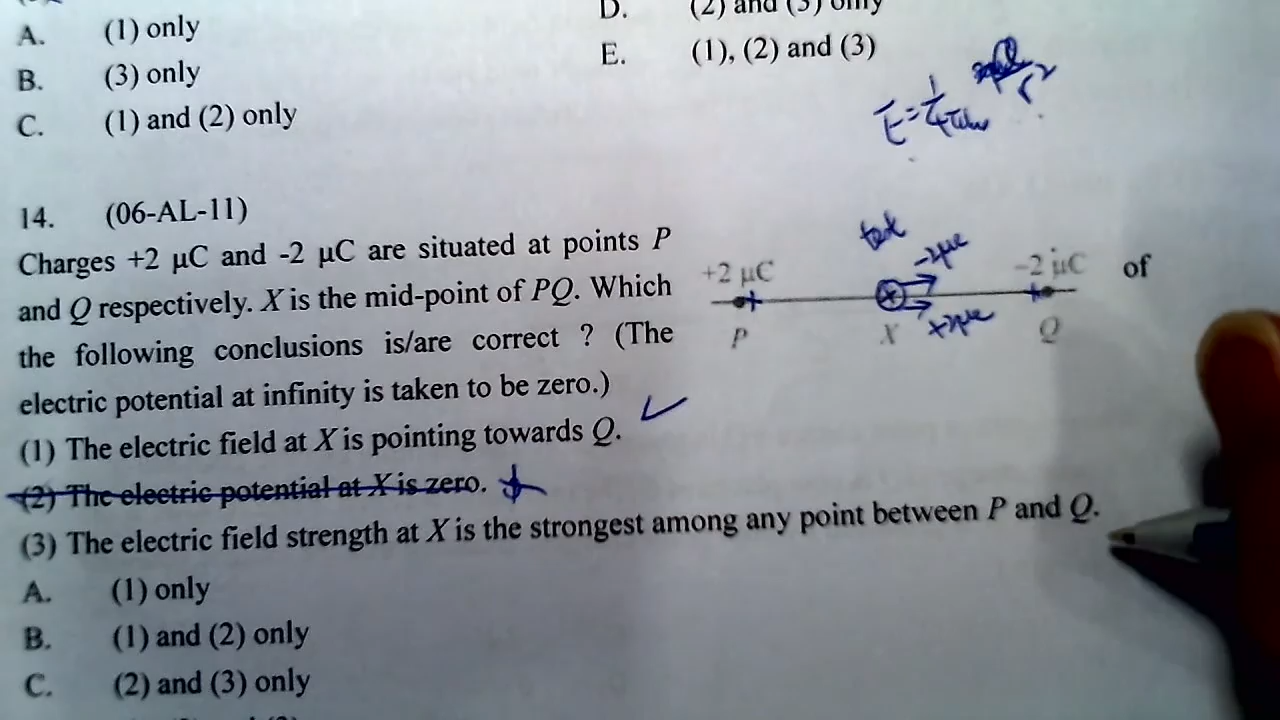 A. (1) only
D. (2) and (3) only
B. (3) only
E. (1), (2) and (3)
C. (1) and (2) only
14. (06-AL-11)
Charges +2 μC and -2 μC are situated at points P
and Q respectively. X is the mid-point of PQ. Which
of
the following conclusions is/are correct ? (The
electric potential at infinity is taken to be zero.)
+2 μC
-2 μC
P
X
Q
test
-2μC
+2μC
(1) The electric field at X is pointing towards Q.
(2) The electric potential at X is zero.
(3) The electric field strength at X is the strongest among any point between P and Q.
A. (1) only
B. (1) and (2) only
C. (2) and (3) only